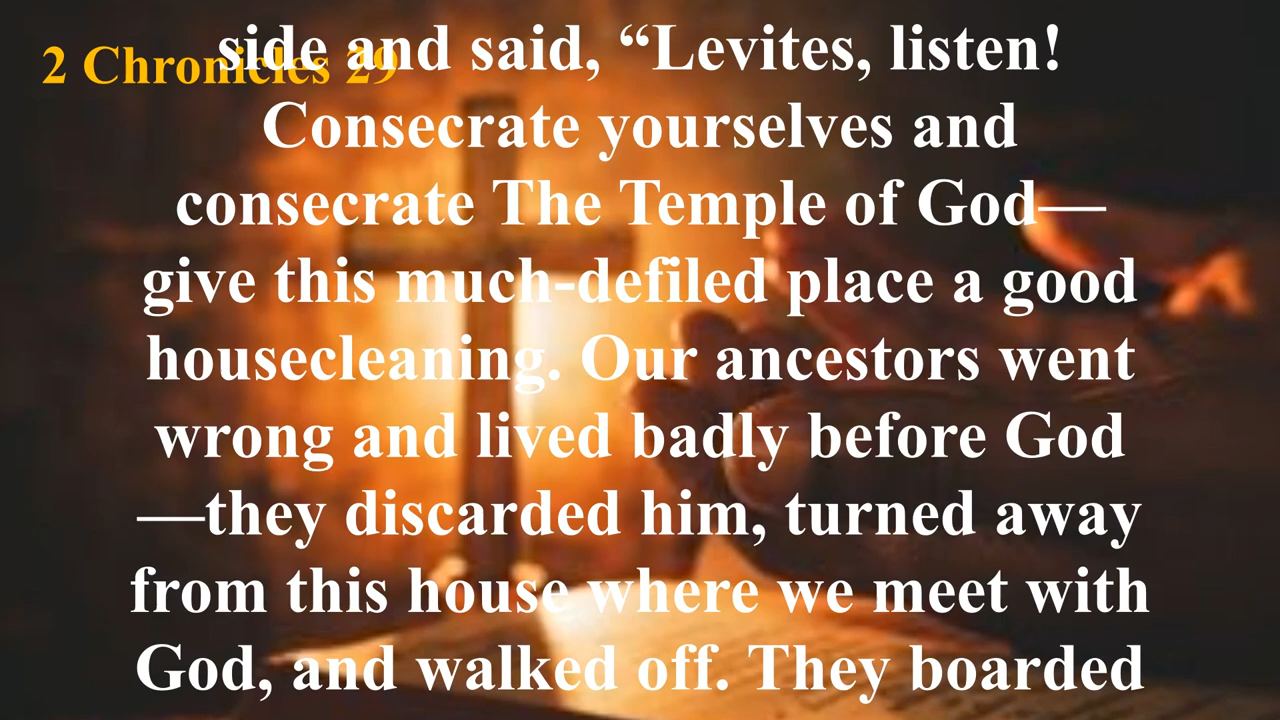 2 Chronicles 29
side and said, “Levites, listen!
Consecrate yourselves and
consecrate The Temple of God—
give this much-defiled place a good
housecleaning. Our ancestors went
wrong and lived badly before God
—they discarded him, turned away
from this house where we meet with
God, and walked off. They boarded